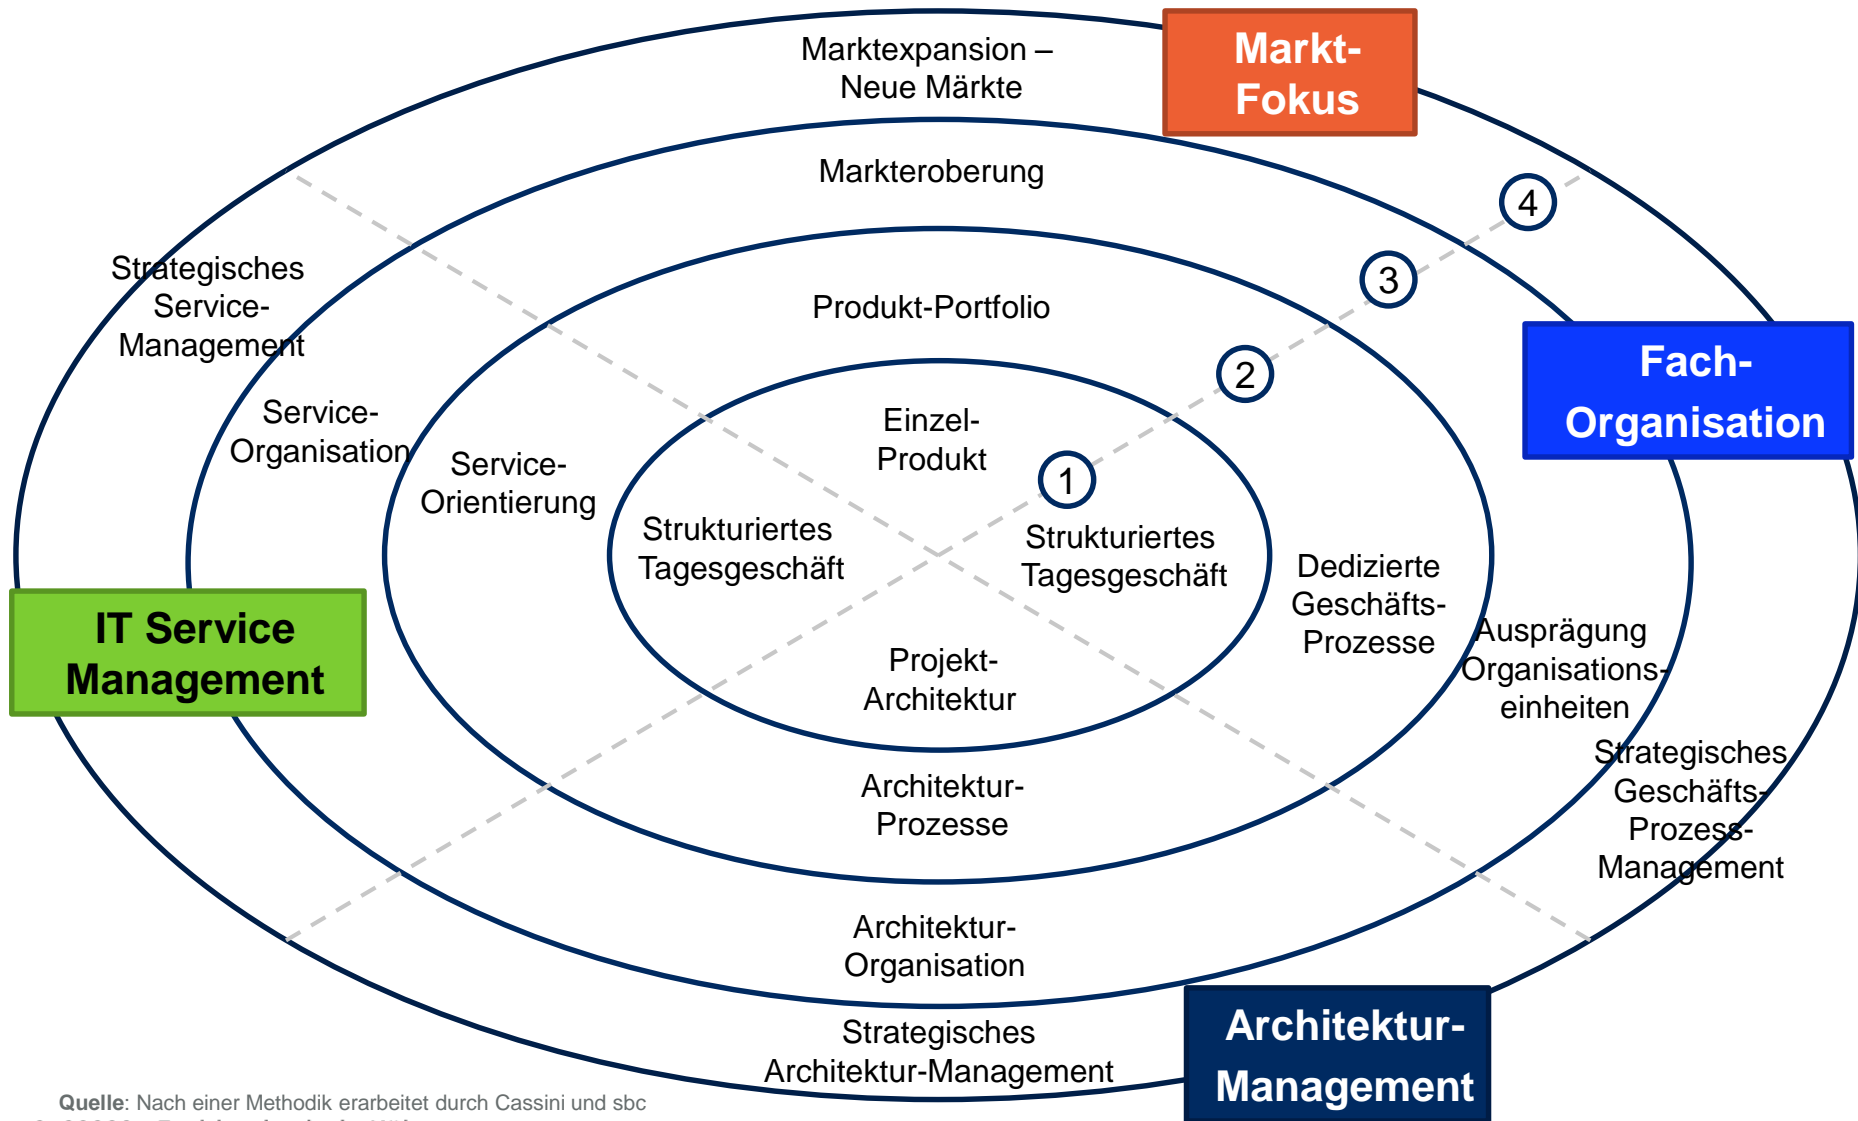 Marktexpansion –
Neue Märkte
Markt-
Fokus
Markteroberung
4
3
Strategisches
Service-
Management
Produkt-Portfolio
2
Fach-
Organisation
Service-
Organisation
Einzel-
Produkt
Service-
Orientierung
1
Strukturiertes
Tagesgeschäft
Strukturiertes
Tagesgeschäft
Dedizierte
Geschäfts-
Prozesse
IT Service
Management
Ausprägung
Organisations-
einheiten
Projekt-
Architektur
Strategisches
Geschäfts-
Prozess-
Management
Architektur-
Prozesse
Architektur-
Organisation
Strategisches
Architektur-Management
Architektur-
Management
Quelle: Nach einer Methodik erarbeitet durch Cassini und sbc